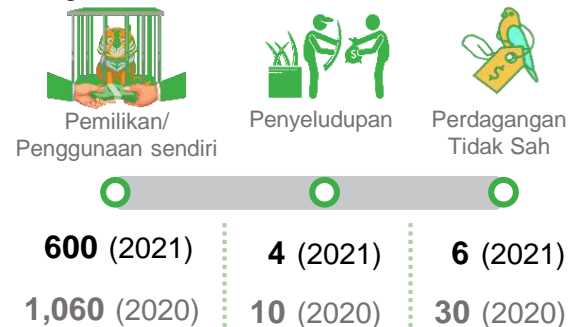 Pemilikan/
Penggunaan sendiri
Penyeludupan
Perdagangan
Tidak Sah
600 (2021)
4 (2021)
6 (2021)
1,060 (2020)
10 (2020)
30 (2020)